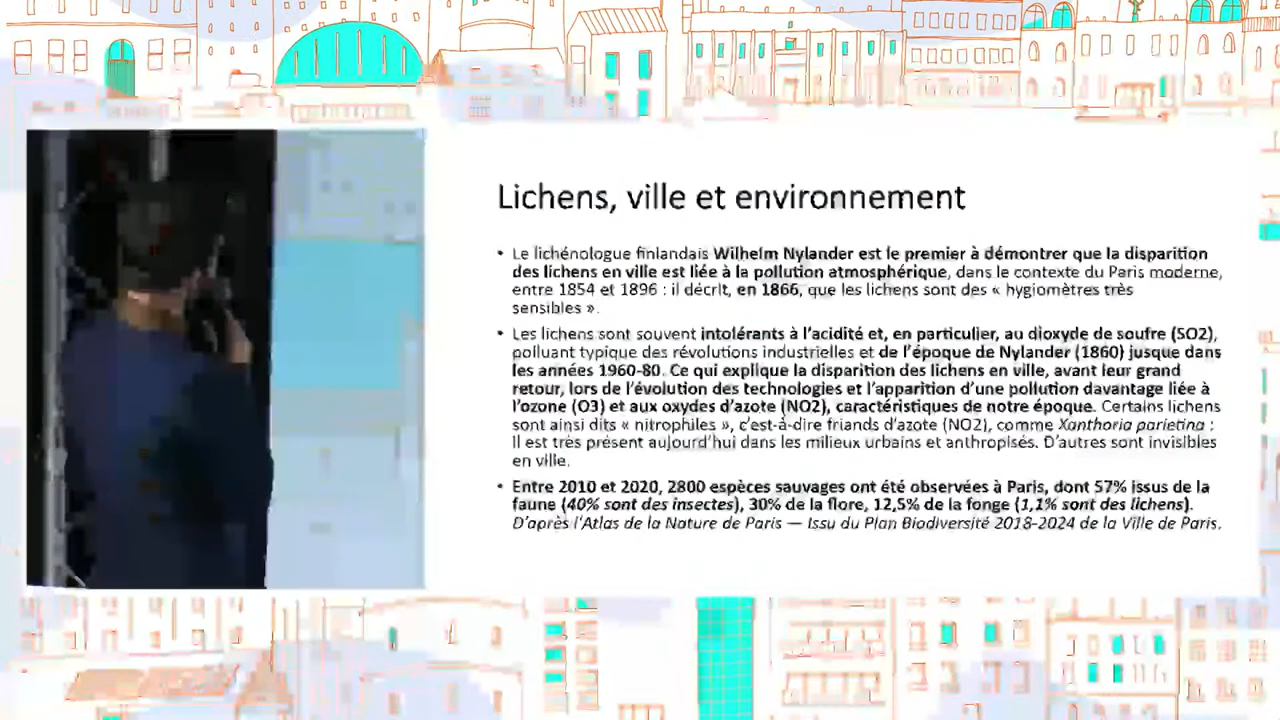 Lichens, ville et environnement
• Le lichénologue finlandais Wilhelm Nylander est le premier à démontrer que la disparition
des lichens en ville est liée à la pollution atmosphérique, dans le contexte du Paris moderne,
entre 1854 et 1896 : il décrit, en 1866, que les lichens sont des « hygiomètres très
sensibles ».
• Les lichens sont souvent intolérants à l'acidité et, en particulier, au dioxyde de soufre (SO2),
polluant typique des révolutions industrielles et de l'époque de Nylander (1860) jusque dans
les années 1960-80. Ce qui explique la disparition des lichens en ville, avant leur grand
retour, lors de l'évolution des technologies et l'apparition d'une pollution davantage liée à
l'ozone (O3) et aux oxydes d'azote (NO2), caractéristiques de notre époque. Certains lichens
sont ainsi dits « nitrophiles », c'est-à-dire friands d'azote (NO2), comme Xanthoria parietina :
Il est très présent aujourd'hui dans les milieux urbains et anthropisés. D'autres sont invisibles
en ville.
• Entre 2010 et 2020, 2800 espèces sauvages ont été observées à Paris, dont 57% issus de la
faune (40% sont des insectes), 30% de la flore, 12,5% de la fonge (1,1% sont des lichens).
D'après l'Atlas de la Nature de Paris — Issu du Plan Biodiversité 2018-2024 de la Ville de Paris.